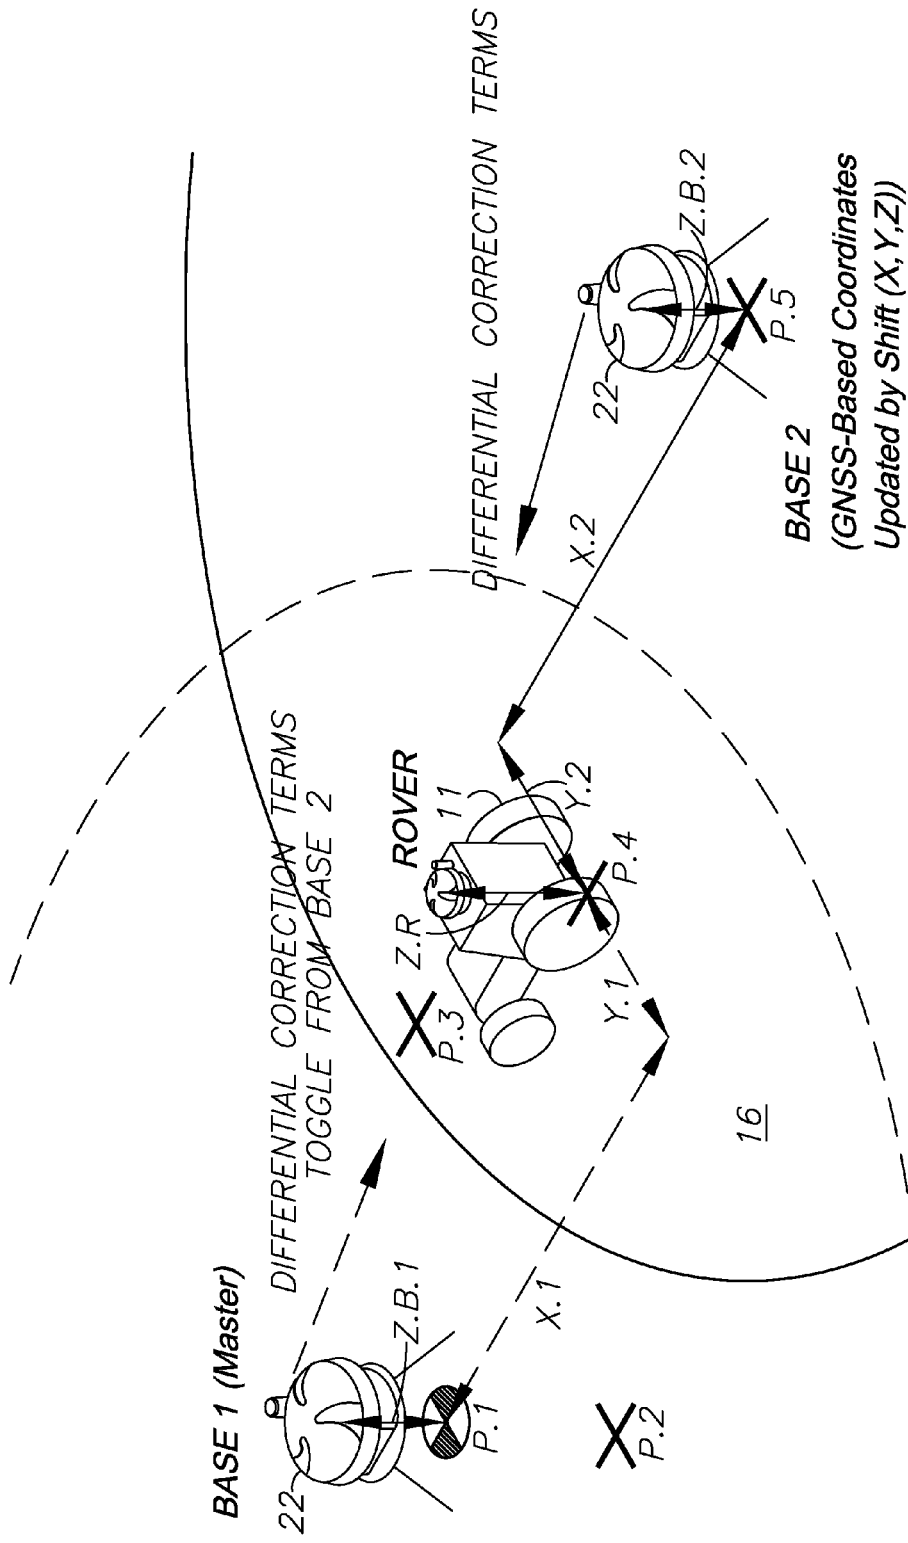 BASE 1 (Master)
22
Z.B.1
P.1
P.2
X.1
DIFFERENTIAL CORRECTION TERMS
TOGGLE FROM BASE 2
P.3
Z.R
ROVER
11
Y.2
P.4
Y.1
16
X.2
DIFFERENTIAL CORRECTION TERMS
22
Z.B.2
P.5
BASE 2
(GNSS-Based Coordinates
Updated by Shift (X,Y,Z))